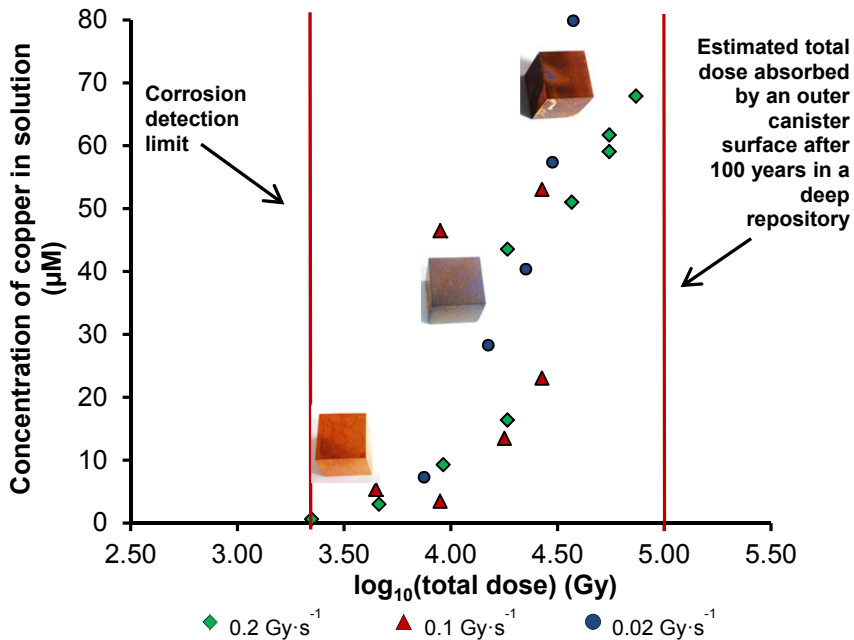 80
70
60
50
40
30
20
10
0
Concentration of copper in solution
(µM)
Corrosion
detection
limit
Estimated total
dose absorbed
by an outer
canister
surface after
100 years in a
deep
repository
2.50 3.00 3.50 4.00 4.50 5.00 5.50
log₁₀(total dose) (Gy)
0.2 Gy·s⁻¹ 0.1 Gy·s⁻¹ 0.02 Gy·s⁻¹